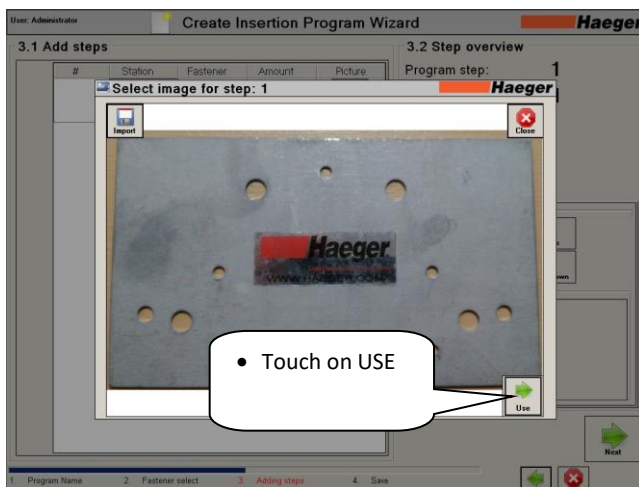 User: Administrator
Create Insertion Program Wizard
Haeger
3.1 Add steps
3.2 Step overview
# Station Fastener Amount Picture
Program step: 1
Select image for step: 1
Haeger
Import
Close
Haeger
WWW.HAEGER.COM
• Touch on USE
Use
Next
1. Program Name 2. Fastener select 3. Adding steps 4. Save